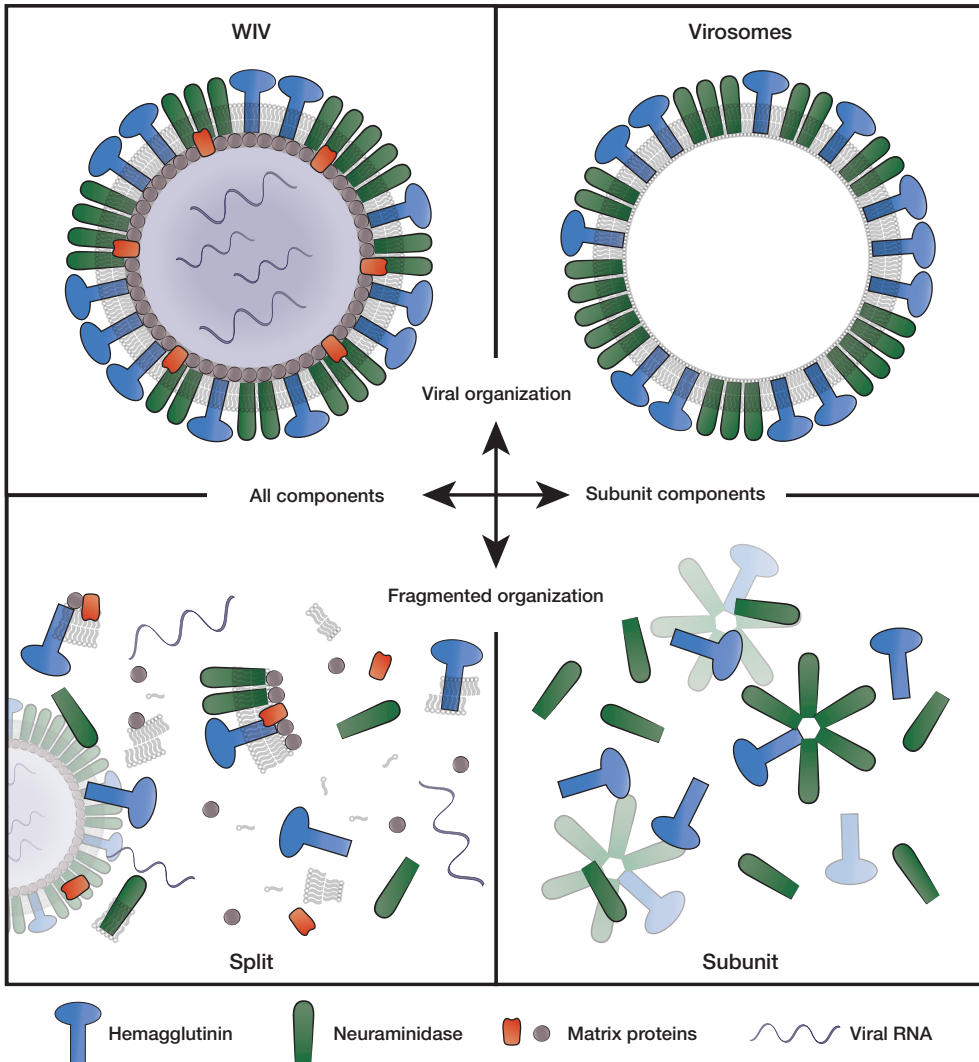 WIV
Virosomes
Viral organization
All components
Subunit components
Fragmented organization
Split
Subunit
Hemagglutinin
Neuraminidase
Matrix proteins
Viral RNA